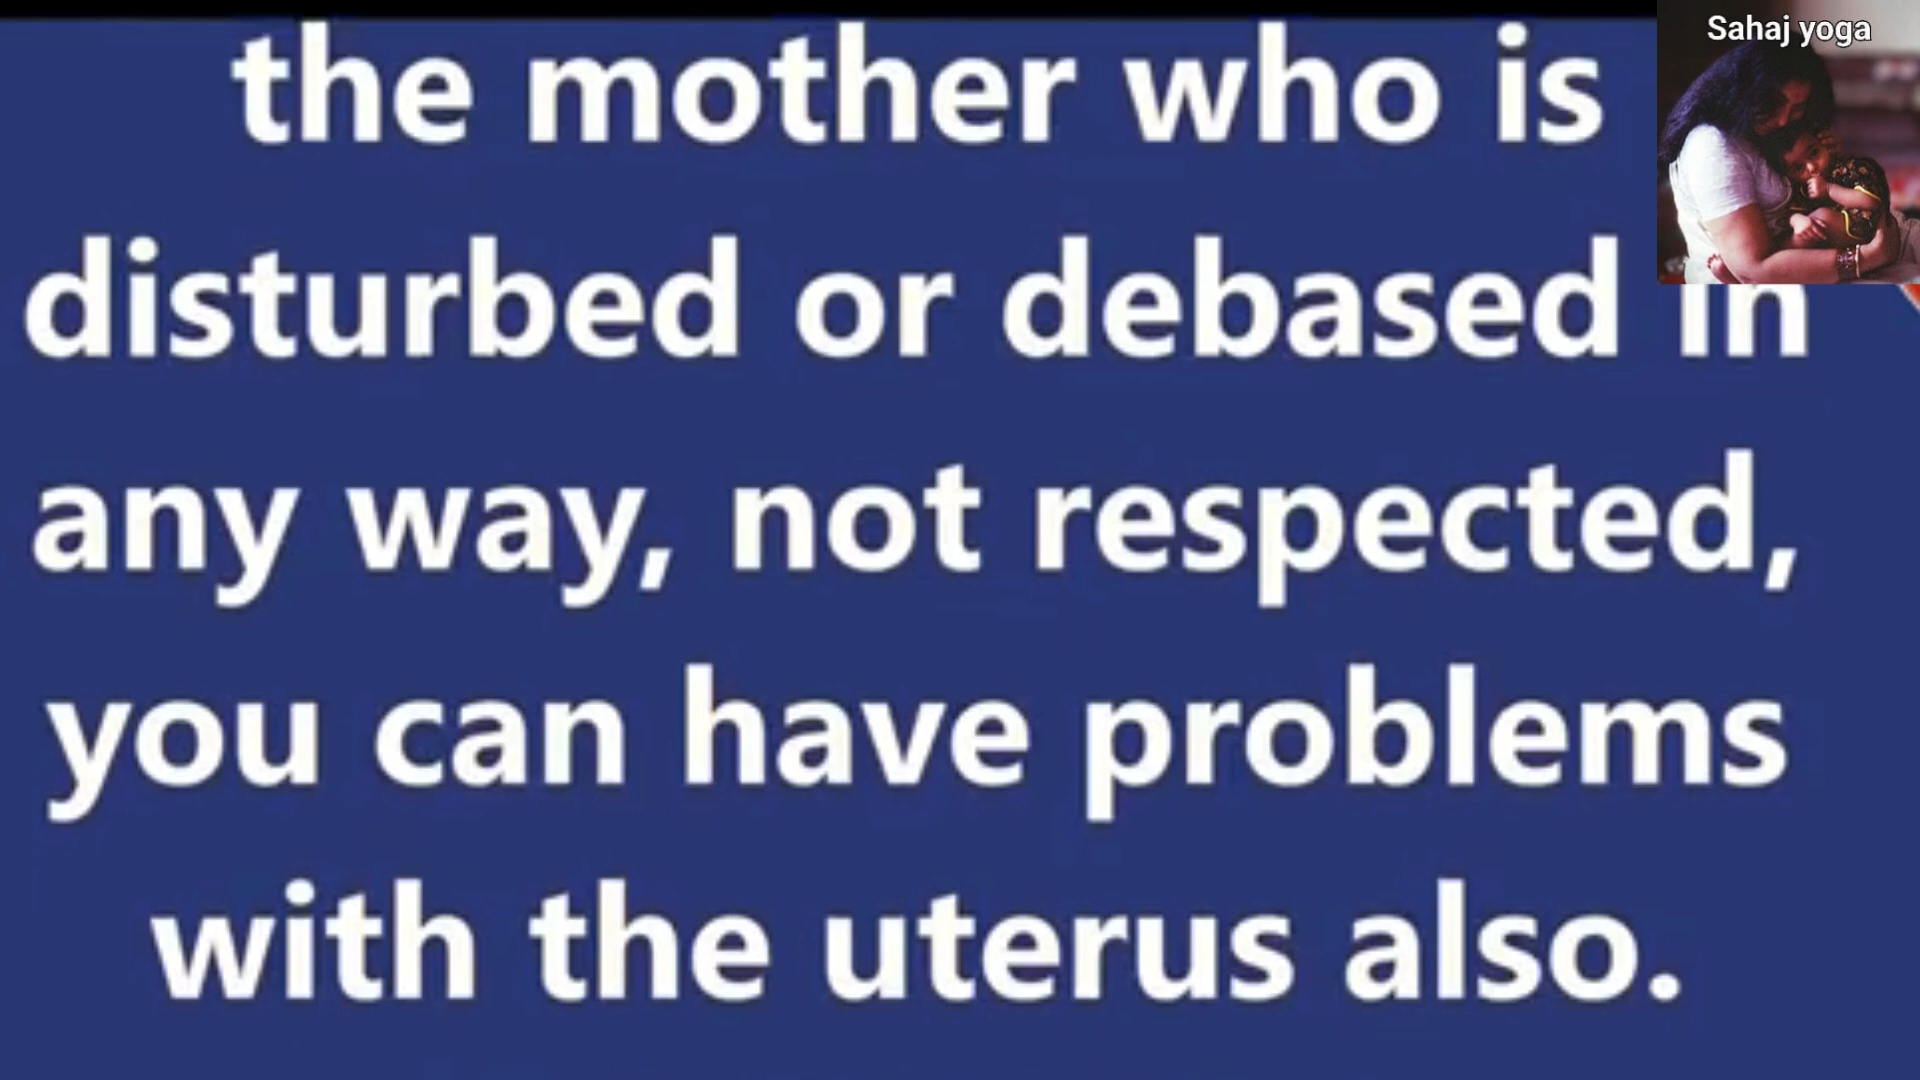 Sahaj yoga
the mother who is
disturbed or debased in
any way, not respected,
you can have problems
with the uterus also.